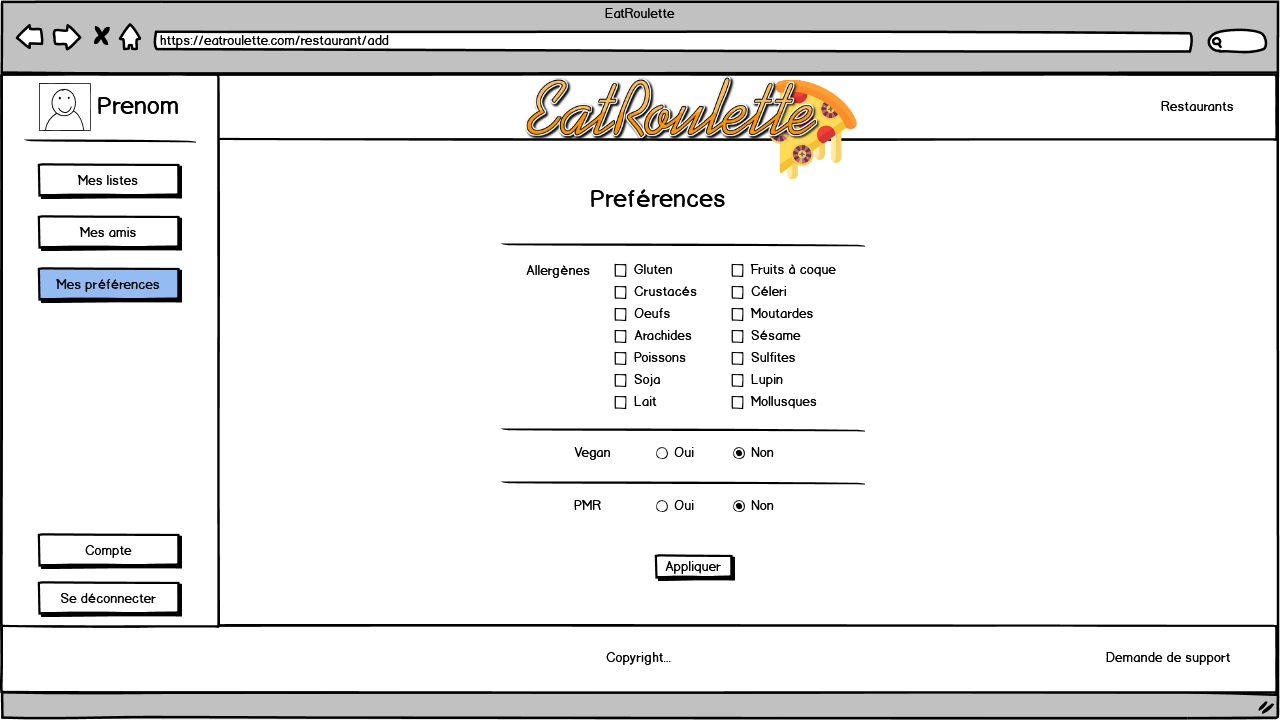 EatRoulette
https://eatroulette.com/restaurant/add
Prenom
EatRoulette
Restaurants
Mes listes
Mes amis
Mes préférences
Compte
Se déconnecter
Preférences
Allergènes
Gluten
Fruits à coque
Crustacés
Céleri
Oeufs
Moutardes
Arachides
Sésame
Poissons
Sulfites
Soja
Lupin
Lait
Mollusques
Vegan Oui Non
PMR Oui Non
Appliquer
Copyright...
Demande de support